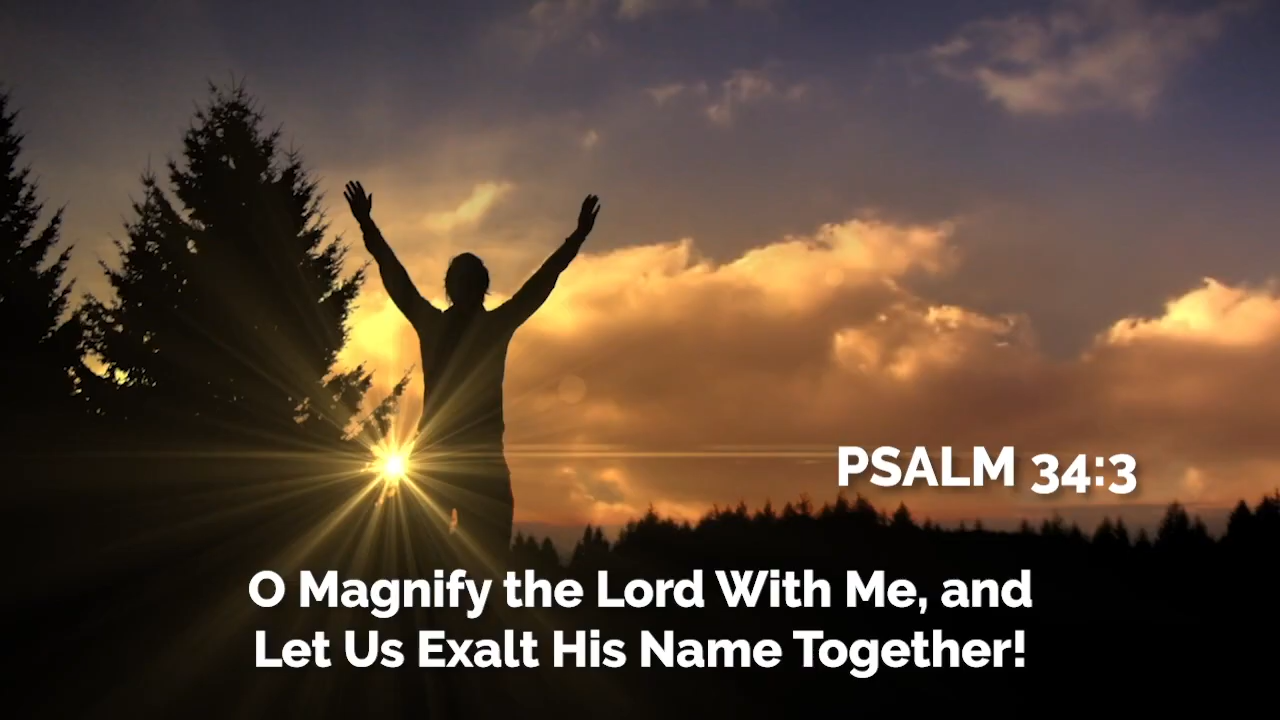 PSALM 34:3
O Magnify the Lord With Me, and
Let Us Exalt His Name Together!